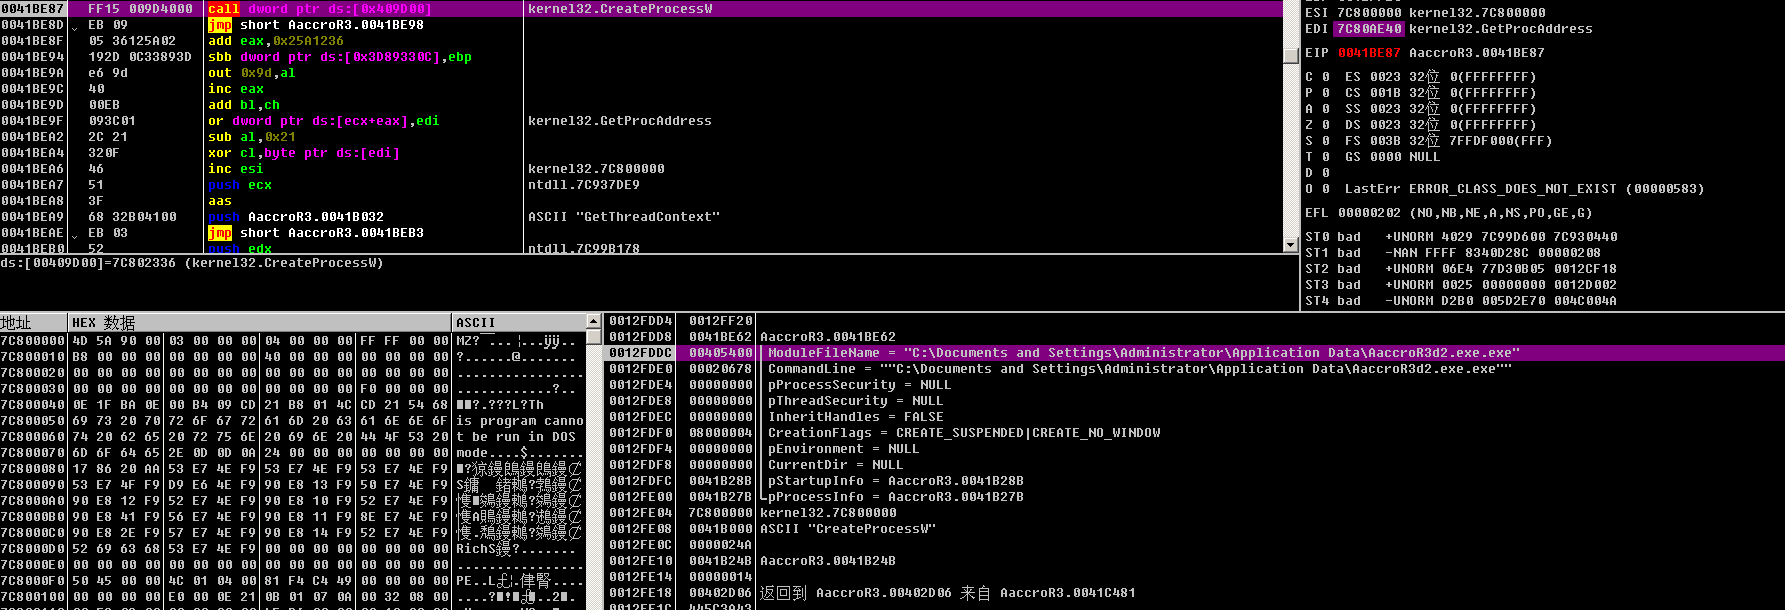 0041BE87 FF15 009D4000 call dword ptr ds:[0x409D00] kernel32.CreateProcessW
0041BE8D EB 09 jmp short AaccroR3.0041BE98
0041BE8F 05 36125A02 add eax,0x25A1236
0041BE94 192D 0C33893D sbb dword ptr ds:[0x3D89330C],ebp
0041BE9A e6 9d out 0x9d,al
0041BE9C 40 inc eax
0041BE9D 00EB add bl,ch
0041BE9F 093C01 or dword ptr ds:[ecx+eax],edi kernel32.GetProcAddress
0041BEA2 2C 21 sub al,0x21
0041BEA4 320F xor cl,byte ptr ds:[edi]
0041BEA6 46 inc esi kernel32.7C800000
0041BEA7 51 push ecx ntdll.7C937DE9
0041BEA8 3F aas
0041BEA9 68 32B04100 push AaccroR3.0041B032 ASCII "GetThreadContext"
0041BEAE EB 03 jmp short AaccroR3.0041BEB3
0041BEB0 52 push edx ntdll.7C99B178
ds:[00409D00]=7C802336 (kernel32.CreateProcessW)
ESI 7C800000 kernel32.7C800000
EDI 7C80AE40 kernel32.GetProcAddress
EIP 0041BE87 AaccroR3.0041BE87
C 0 ES 0023 32位 0(FFFFFFFF)
P 0 CS 001B 32位 0(FFFFFFFF)
A 0 SS 0023 32位 0(FFFFFFFF)
Z 0 DS 0023 32位 0(FFFFFFFF)
S 0 FS 003B 32位 7FFDF000(FFF)
T 0 GS 0000 NULL
D 0
O 0 LastErr ERROR_CLASS_DOES_NOT_EXIST (00000583)
EFL 00000202 (NO,NB,NE,A,NS,PO,GE,G)
ST0 bad +UNORM 4029 7C99D600 7C930440
ST1 bad -NAN FFFF 8340D28C 00000208
ST2 bad +UNORM 06E4 77D30B05 0012CF18
ST3 bad +UNORM 0025 00000000 0012D002
ST4 bad -UNORM D2B0 005D2E70 004C004A
地址 HEX 数据 ASCII
7C800000 4D 5A 90 00 03 00 00 00 04 00 00 00 FF FF 00 00
7C800010 B8 00 00 00 00 00 00 00 40 00 00 00 00 00 00 00 ?.......@.......
7C800020 00 00 00 00 00 00 00 00 00 00 00 00 00 00 00 00 ................
7C800030 00 00 00 00 00 00 00 00 00 00 00 00 F0 00 00 00 ............?..
7C800040 0E 1F BA 0E 00 B4 09 CD 21 B8 01 4C CD 21 54 68 ?.???L?Th
7C800050 69 73 20 70 72 6F 67 72 61 6D 20 63 61 6E 6E 6F is program canno
7C800060 74 20 62 65 20 72 75 6E 20 69 6E 20 44 4F 53 20 t be run in DOS
7C800070 6D 6F 64 65 2E 0D 0D 0A 24 00 00 00 00 00 00 00 mode....$.......
7C800080 17 86 20 AA 53 E7 4E F9 53 E7 4E F9 53 E7 4E F9
7C800090 53 E7 4F F9 D9 E6 4E F9 90 E8 13 F9 50 E7 4E F9
7C8000A0 90 E8 12 F9 52 E7 4E F9 90 E8 10 F9 52 E7 4E F9
7C8000B0 90 E8 41 F9 56 E7 4E F9 90 E8 11 F9 8E E7 4E F9
7C8000C0 90 E8 2E F9 57 E7 4E F9 90 E8 14 F9 52 E7 4E F9
7C8000D0 52 69 63 68 53 E7 4E F9 00 00 00 00 00 00 00 00 RichS鏝?.......
7C8000E0 00 00 00 00 00 00 00 00 00 00 00 00 00 00 00 00 ................
7C8000F0 50 45 00 00 4C 01 04 00 81 F4 C4 49 00 00 00 00
7C800100 00 00 00 00 E0 00 0E 21 0B 01 07 0A 00 32 08 00
0012FDD4 0012FF20
0012FDD8 0041BE62 AaccroR3.0041BE62
0012FDDC 00405400 ModuleFileName = "C:\Documents and Settings\Administrator\Application Data\AaccroR3d2.exe.exe"
0012FDE0 00020678 CommandLine = ""C:\Documents and Settings\Administrator\Application Data\AaccroR3d2.exe.exe""
0012FDE4 00000000 pProcessSecurity = NULL
0012FDE8 00000000 pThreadSecurity = NULL
0012FDEC 00000000 InheritHandles = FALSE
0012FDF0 08000004 CreationFlags = CREATE_SUSPENDED|CREATE_NO_WINDOW
0012FDF4 00000000 pEnvironment = NULL
0012FDF8 00000000 CurrentDir = NULL
0012FDFC 0041B28B pStartupInfo = AaccroR3.0041B28B
0012FE00 0041B27B pProcessInfo = AaccroR3.0041B27B
0012FE04 7C800000 kernel32.7C800000
0012FE08 0041B000 ASCII "CreateProcessW"
0012FE0C 0000024A
0012FE10 0041B24B AaccroR3.0041B24B
0012FE14 00000014
0012FE18 00402D06 返回到 AaccroR3.00402D06 来自 AaccroR3.0041C481
0012FE1C 445C3A43